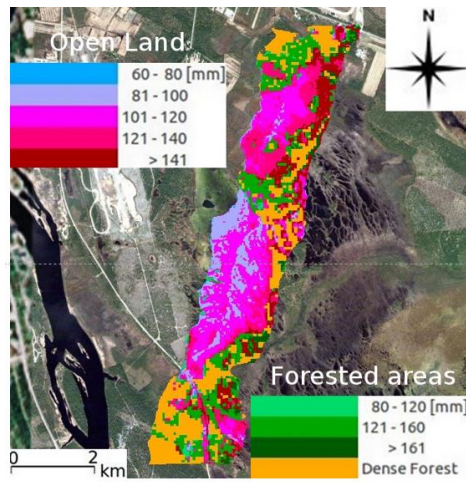 N
Open Land
60 - 80 [mm]
81 - 100
101 - 120
121 - 140
> 141
Forested areas
80 - 120 [mm]
121 - 160
> 161
Dense Forest
0 2
km